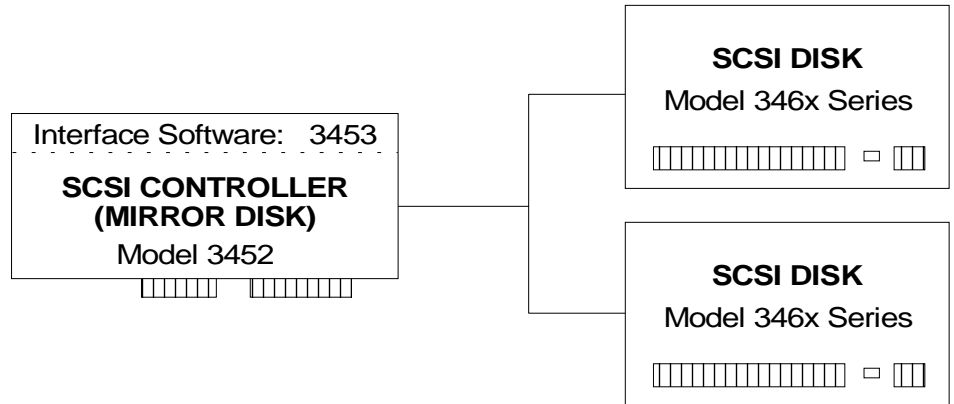 Interface Software: 3453
SCSI CONTROLLER
(MIRROR DISK)
Model 3452
SCSI DISK
Model 346x Series
SCSI DISK
Model 346x Series